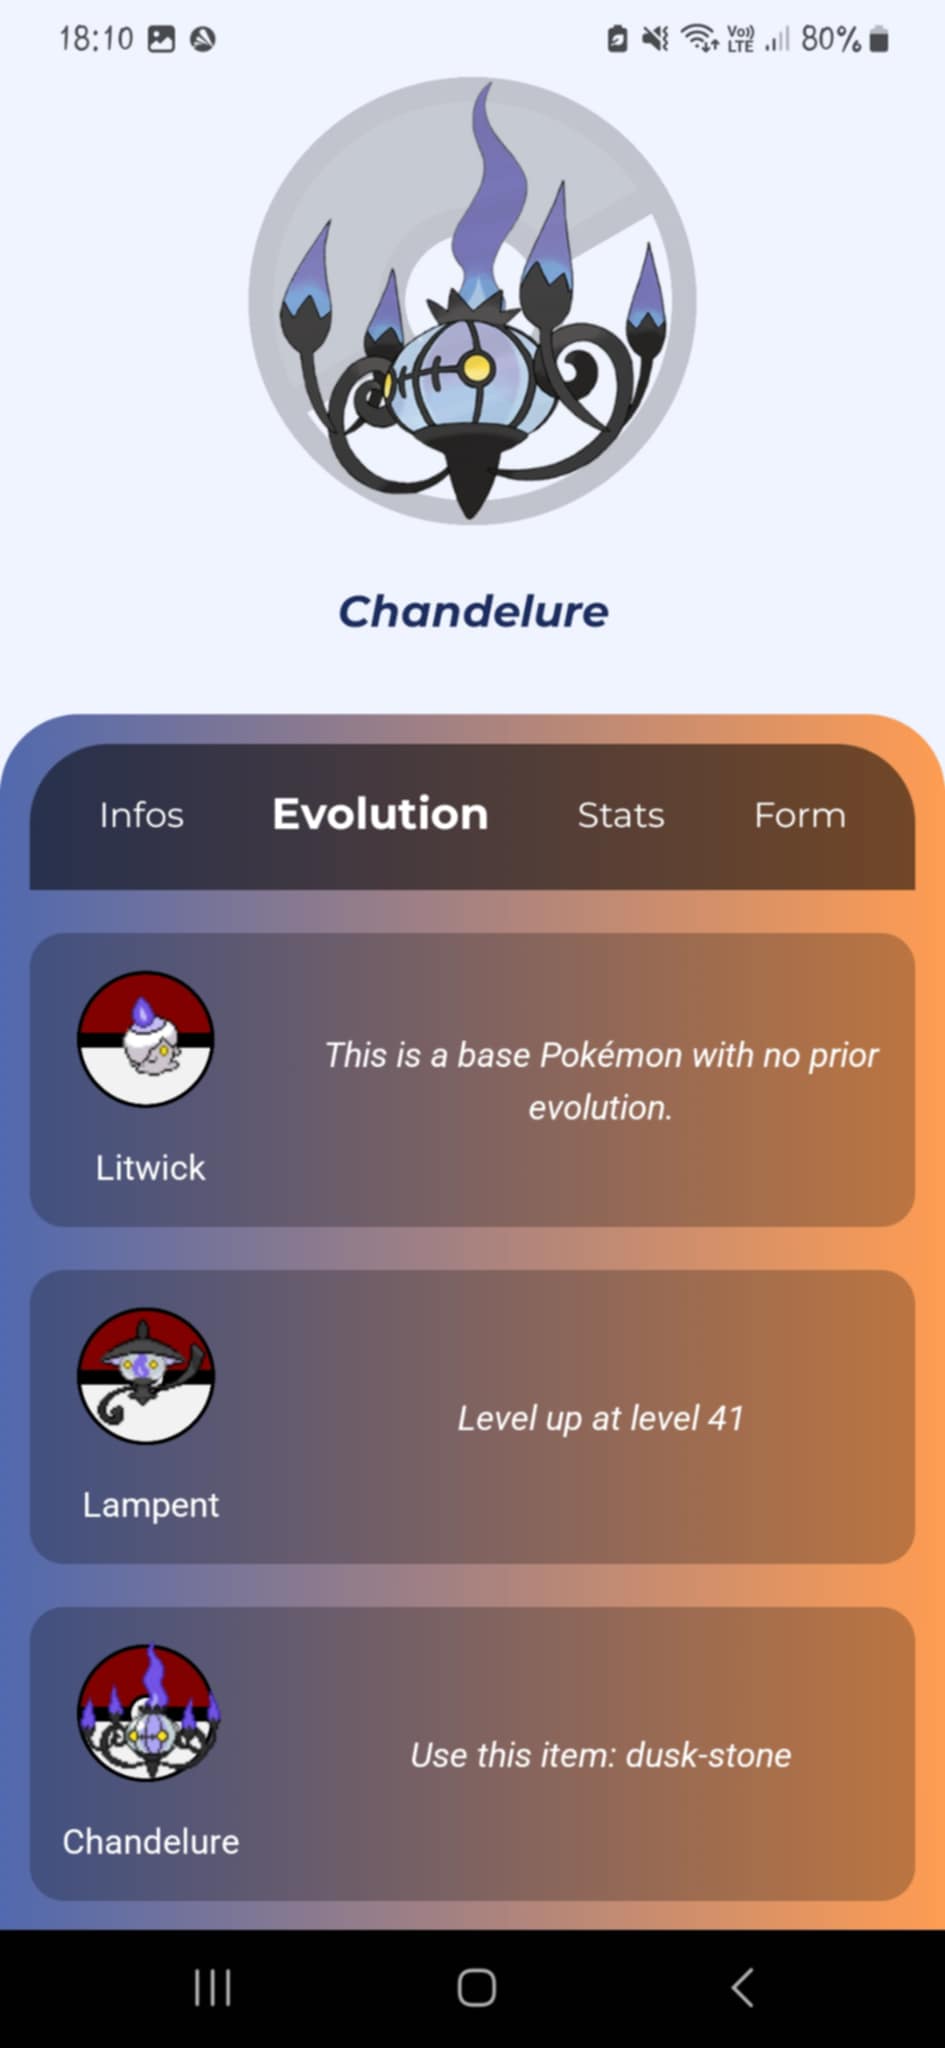 18:10 Vo)) LTE 80%
Chandelure
Infos Evolution Stats Form
This is a base Pokémon with no prior
evolution.
Litwick
Level up at level 41
Lampent
Use this item: dusk-stone
Chandelure